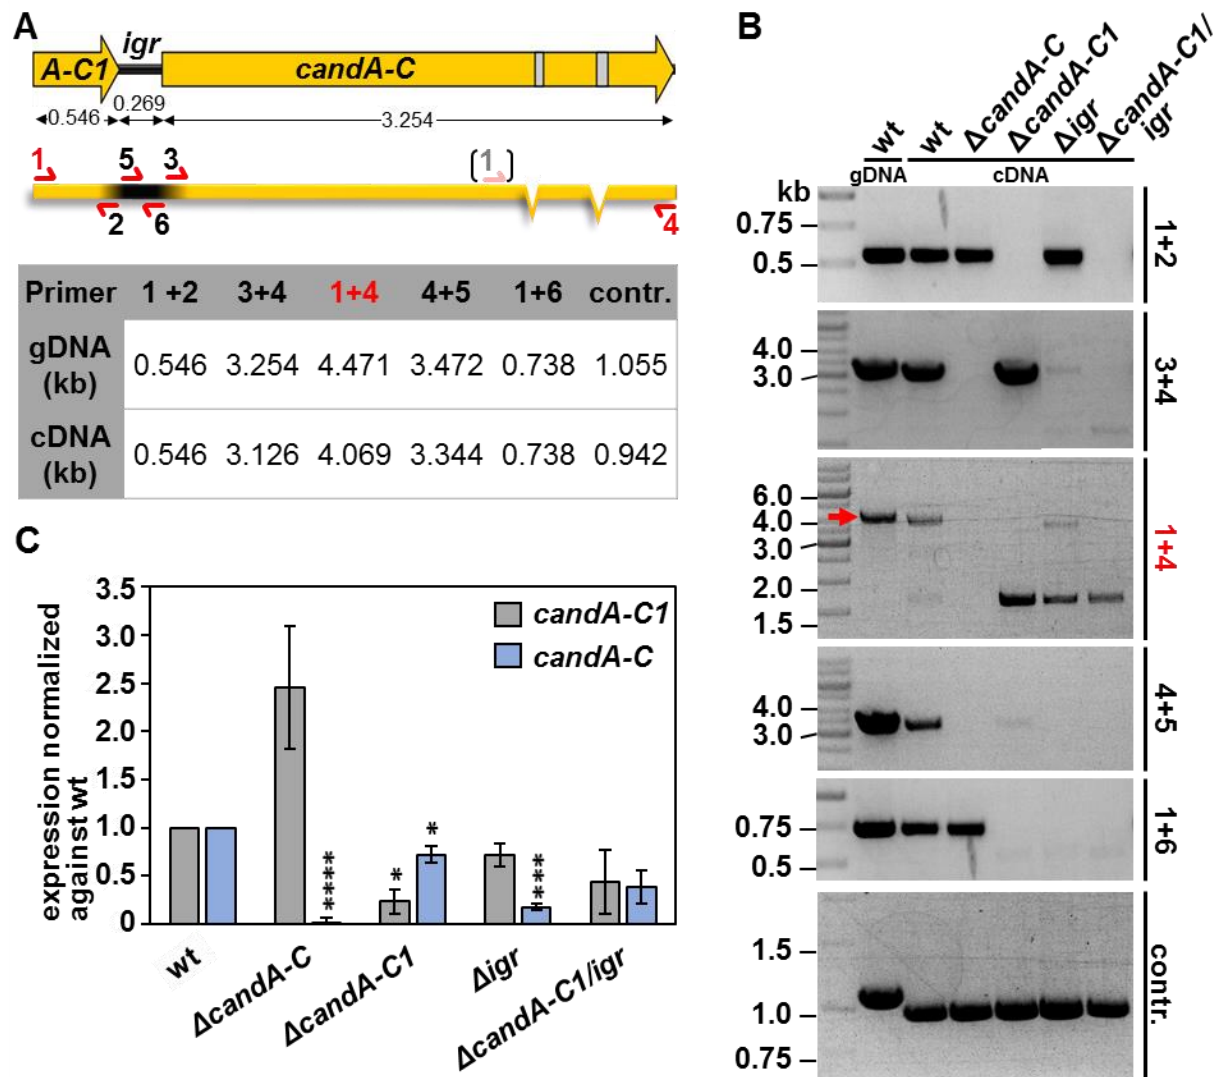 A
igr
A-C1
candA-C
0.546
0.269
3.254
1
5
3
(1)
2
6
4
Primer 1 +2 3+4 1+4 4+5 1+6 contr.
gDNA (kb) 0.546 3.254 4.471 3.472 0.738 1.055
cDNA (kb) 0.546 3.126 4.069 3.344 0.738 0.942
B
wt
wt
ΔcandA-C
ΔcandA-C1
Δigr
ΔcandA-C1/
igr
gDNA
cDNA
kb
0.75
0.5
1+2
4.0
3.0
3+4
6.0
4.0
3.0
2.0
1.5
1+4
4.0
3.0
4+5
0.75
0.5
1+6
1.5
1.0
0.75
contr.
C
expression normalized
against wt
3.5
3.0
2.5
2.0
1.5
1.0
0.5
0
candA-C1
candA-C
****
*
*
***
wt
ΔcandA-C
ΔcandA-C1
Δigr
ΔcandA-C1/igr